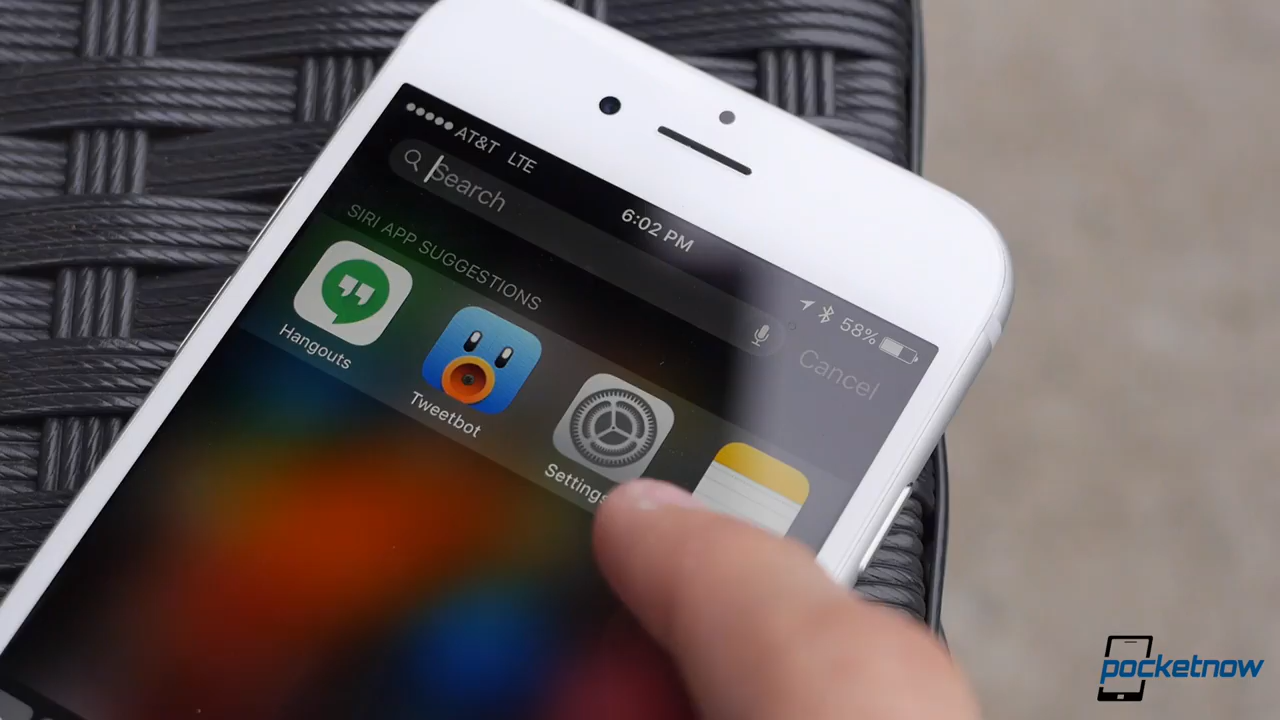 AT&T LTE
6:02 PM
58%
Search
Cancel
SIRI APP SUGGESTIONS
Hangouts
Tweetbot
Settings
pocketnow